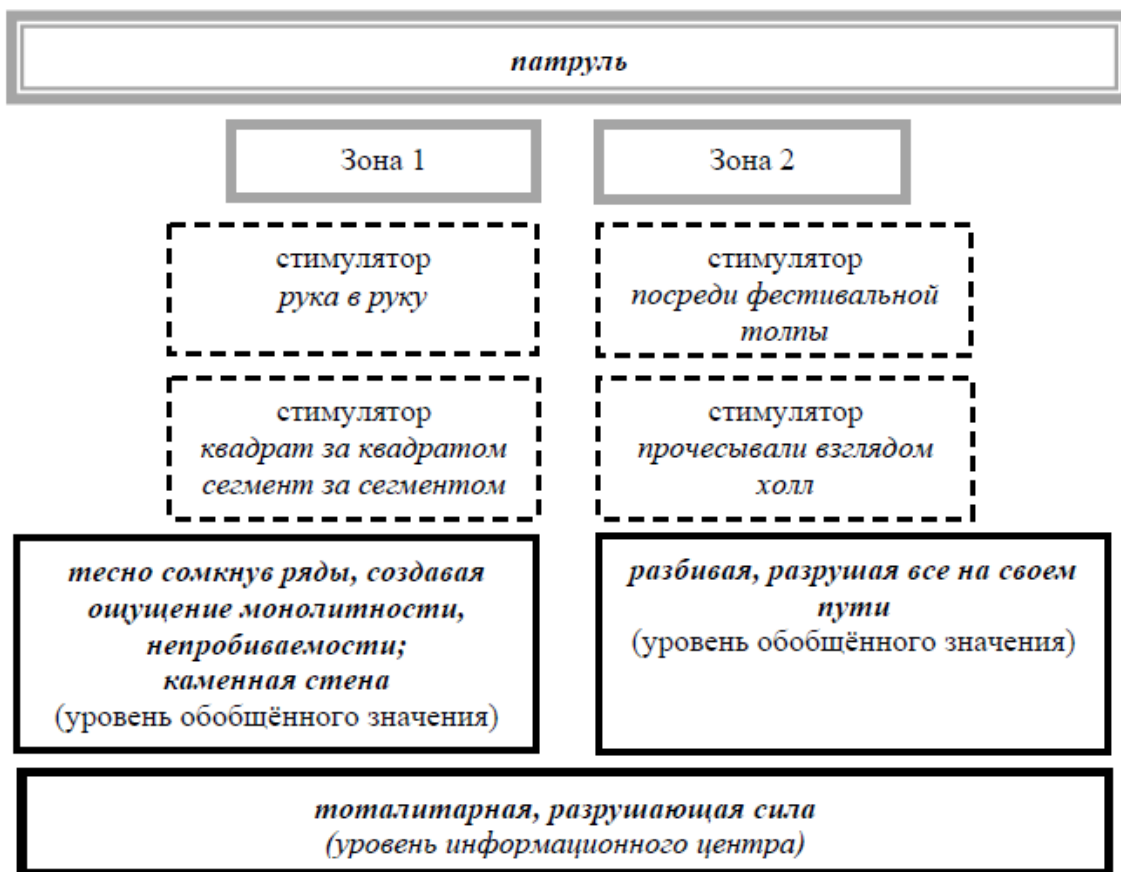 патруль
Зона 1
Зона 2
стимулятор
рука в руку
стимулятор
посреди фестивальной
толпы
стимулятор
квадрат за квадратом
сегмент за сегментом
стимулятор
прочесывали взглядом
холл
тесно сомкнув ряды, создавая
ощущение монолитности,
непробиваемости;
каменная стена
(уровень обобщённого значения)
разбивая, разрушая все на своем
пути
(уровень обобщённого значения)
тоталитарная, разрушающая сила
(уровень информационного центра)